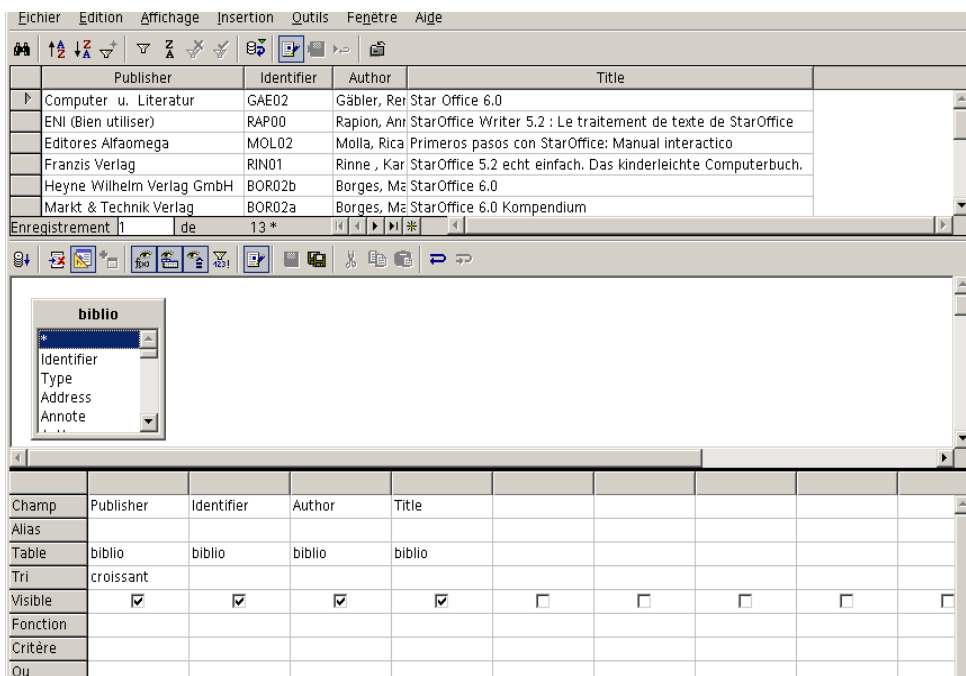 Fichier Edition Affichage Insertion Outils Fenêtre Aide
Publisher Identifier Author Title
Computer u. Literatur GAE02 Gäbler, Rer Star Office 6.0
ENI (Bien utiliser) RAP00 Rapion, Anr StarOffice Writer 5.2 : Le traitement de texte de StarOffice
Editores Alfaomega MOL02 Molla, Rica Primeros pasos con StarOffice: Manual interactico
Franzis Verlag RIN01 Rinne , Kar StarOffice 5.2 echt einfach. Das kinderleichte Computerbuch.
Heyne Wilhelm Verlag GmbH BOR02b Borges, Ma StarOffice 6.0
Markt & Technik Verlag BOR02a Borges, Ma StarOffice 6.0 Kompendium
Enregistrement 1 de 13 *
biblio
*
Identifier
Type
Address
Annote
Champ Publisher Identifier Author Title
Alias
Table biblio biblio biblio biblio
Tri croissant
Visible
Fonction
Critère
Ou